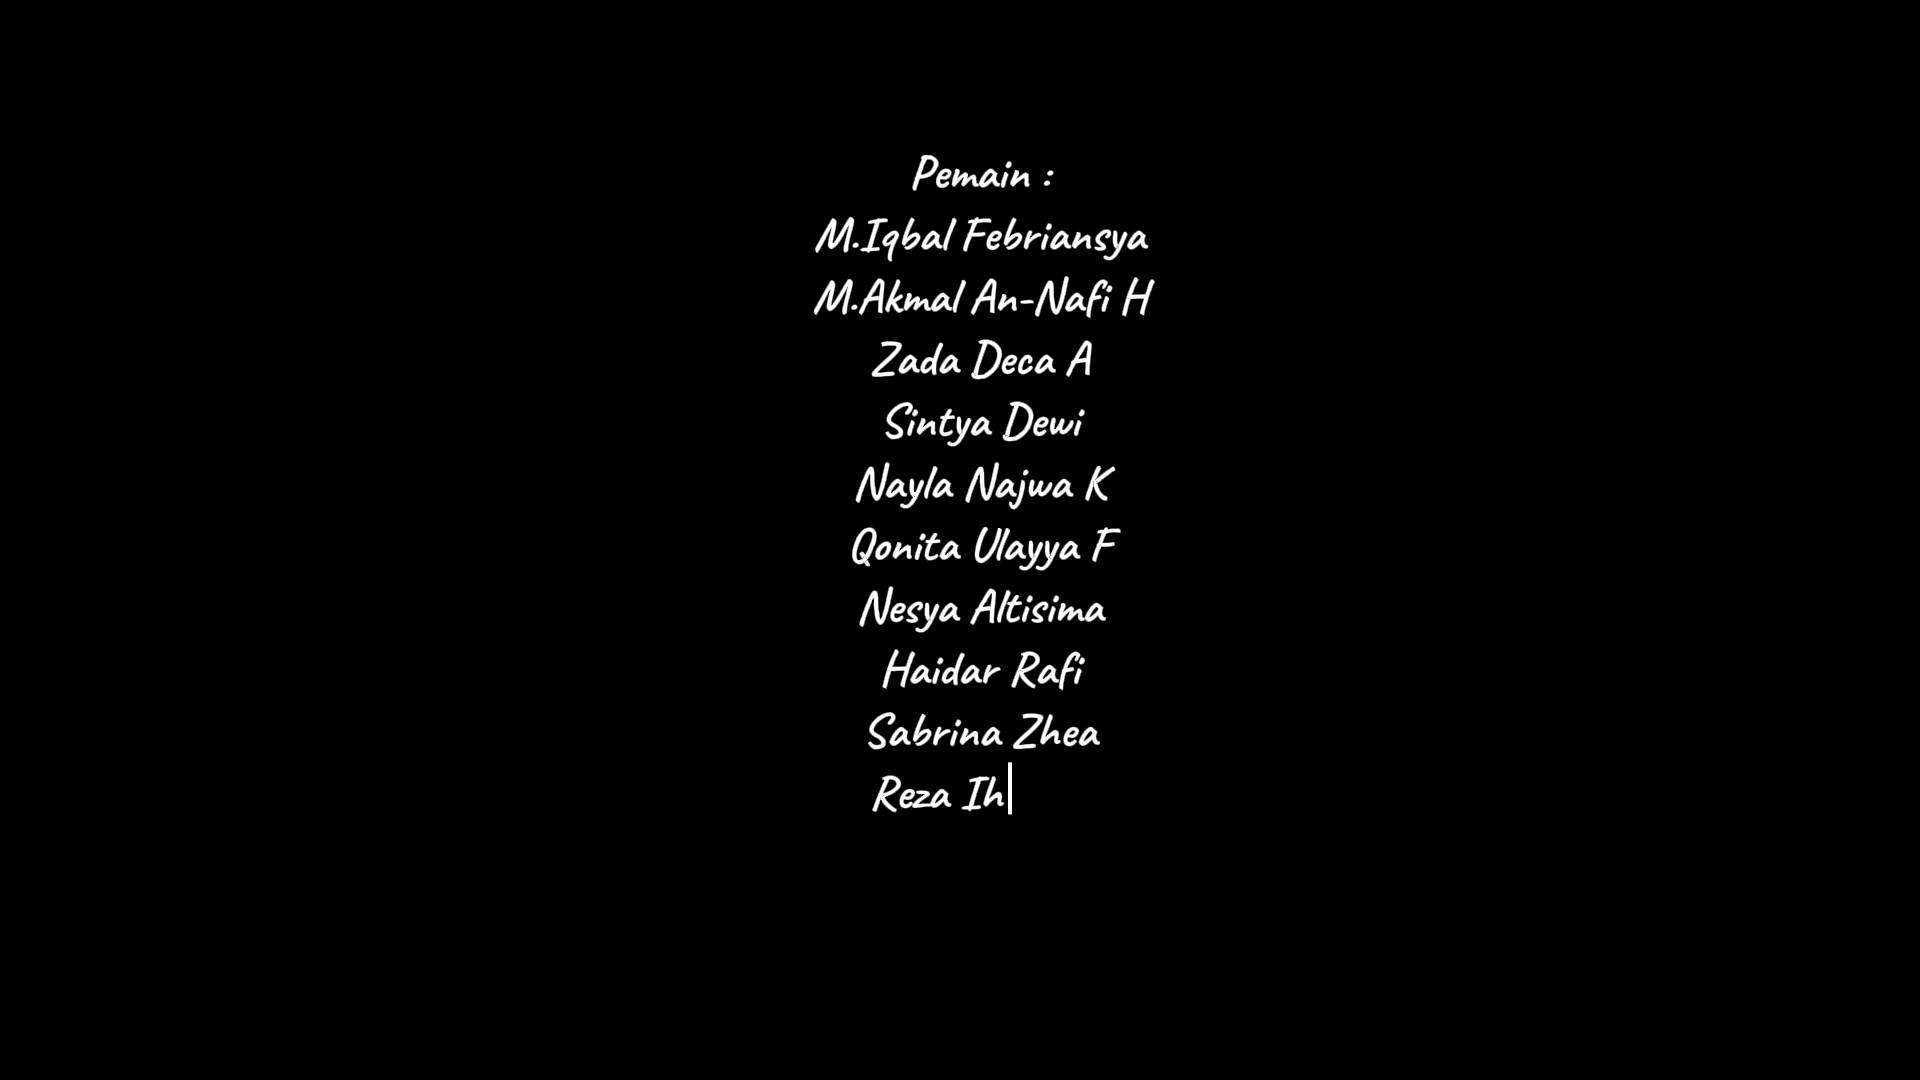 Pemain :
M.Iqbal Febriansya
M.Akmal An-Nafi H
Zada Deca A
Sintya Dewi
Nayla Najwa K
Qonita Ulayya F
Nesya Altisima
Haidar Rafi
Sabrina Zhea
Reza Ih